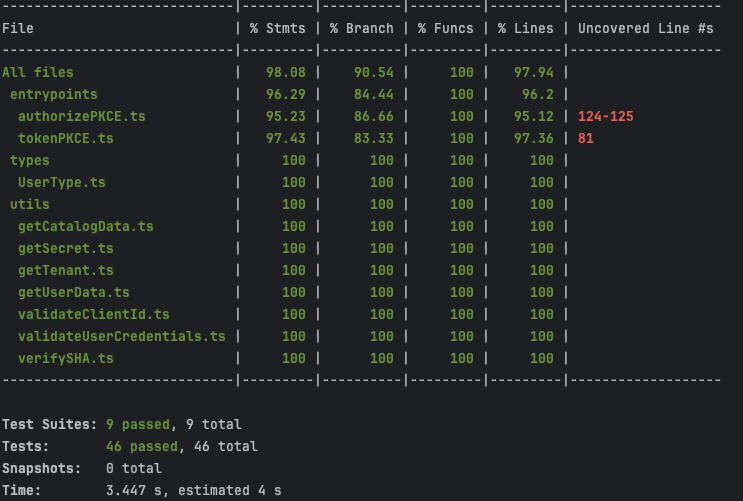 -----------------------------|---------|----------|---------|---------|-------------------
File                         | % Stmts | % Branch | % Funcs | % Lines | Uncovered Line #s
-----------------------------|---------|----------|---------|---------|-------------------
All files                    |   98.08 |    90.54 |     100 |   97.94 |
 entrypoints                 |   96.29 |    84.44 |     100 |    96.2 |
  authorizePKCE.ts           |   95.23 |    86.66 |     100 |   95.12 | 124-125
  tokenPKCE.ts               |   97.43 |    83.33 |     100 |   97.36 | 81
 types                       |     100 |      100 |     100 |     100 |
  UserType.ts                |     100 |      100 |     100 |     100 |
 utils                       |     100 |      100 |     100 |     100 |
  getCatalogData.ts          |     100 |      100 |     100 |     100 |
  getSecret.ts               |     100 |      100 |     100 |     100 |
  getTenant.ts               |     100 |      100 |     100 |     100 |
  getUserData.ts             |     100 |      100 |     100 |     100 |
  validateClientId.ts        |     100 |      100 |     100 |     100 |
  validateUserCredentials.ts |     100 |      100 |     100 |     100 |
  verifySHA.ts               |     100 |      100 |     100 |     100 |
-----------------------------|---------|----------|---------|---------|-------------------
Test Suites: 9 passed, 9 total
Tests:       46 passed, 46 total
Snapshots:   0 total
Time:        3.447 s, estimated 4 s